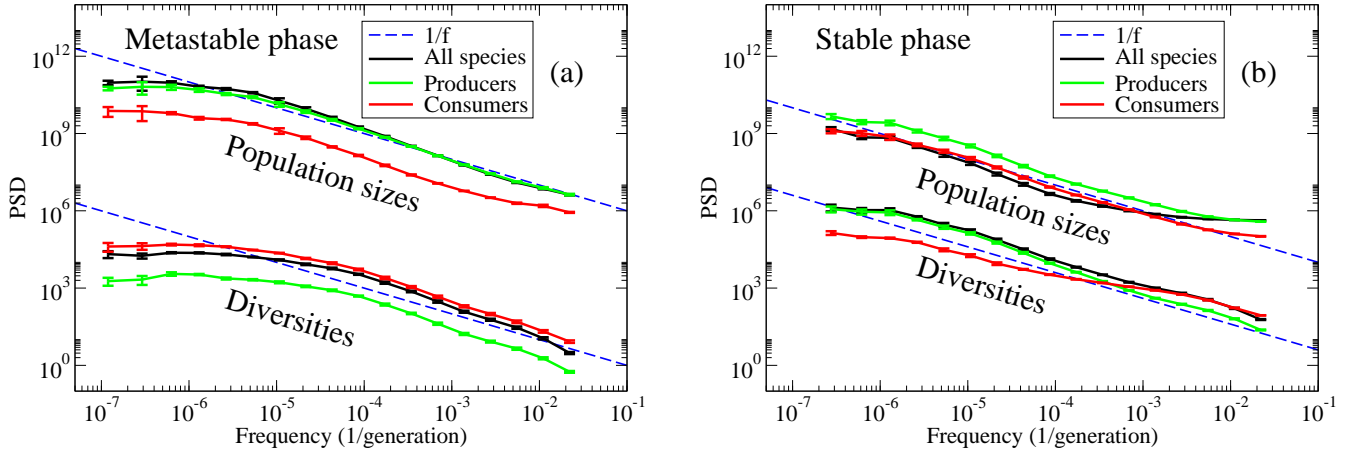 Metastable phase
1/f
All species
Producers
Consumers
(a)
10^12
10^9
10^6
10^3
10^0
PSD
Population sizes
Diversities
10^-7
10^-6
10^-5
10^-4
10^-3
10^-2
10^-1
Frequency (1/generation)
Stable phase
1/f
All species
Producers
Consumers
(b)
10^12
10^9
10^6
10^3
10^0
PSD
Population sizes
Diversities
10^-7
10^-6
10^-5
10^-4
10^-3
10^-2
10^-1
Frequency (1/generation)